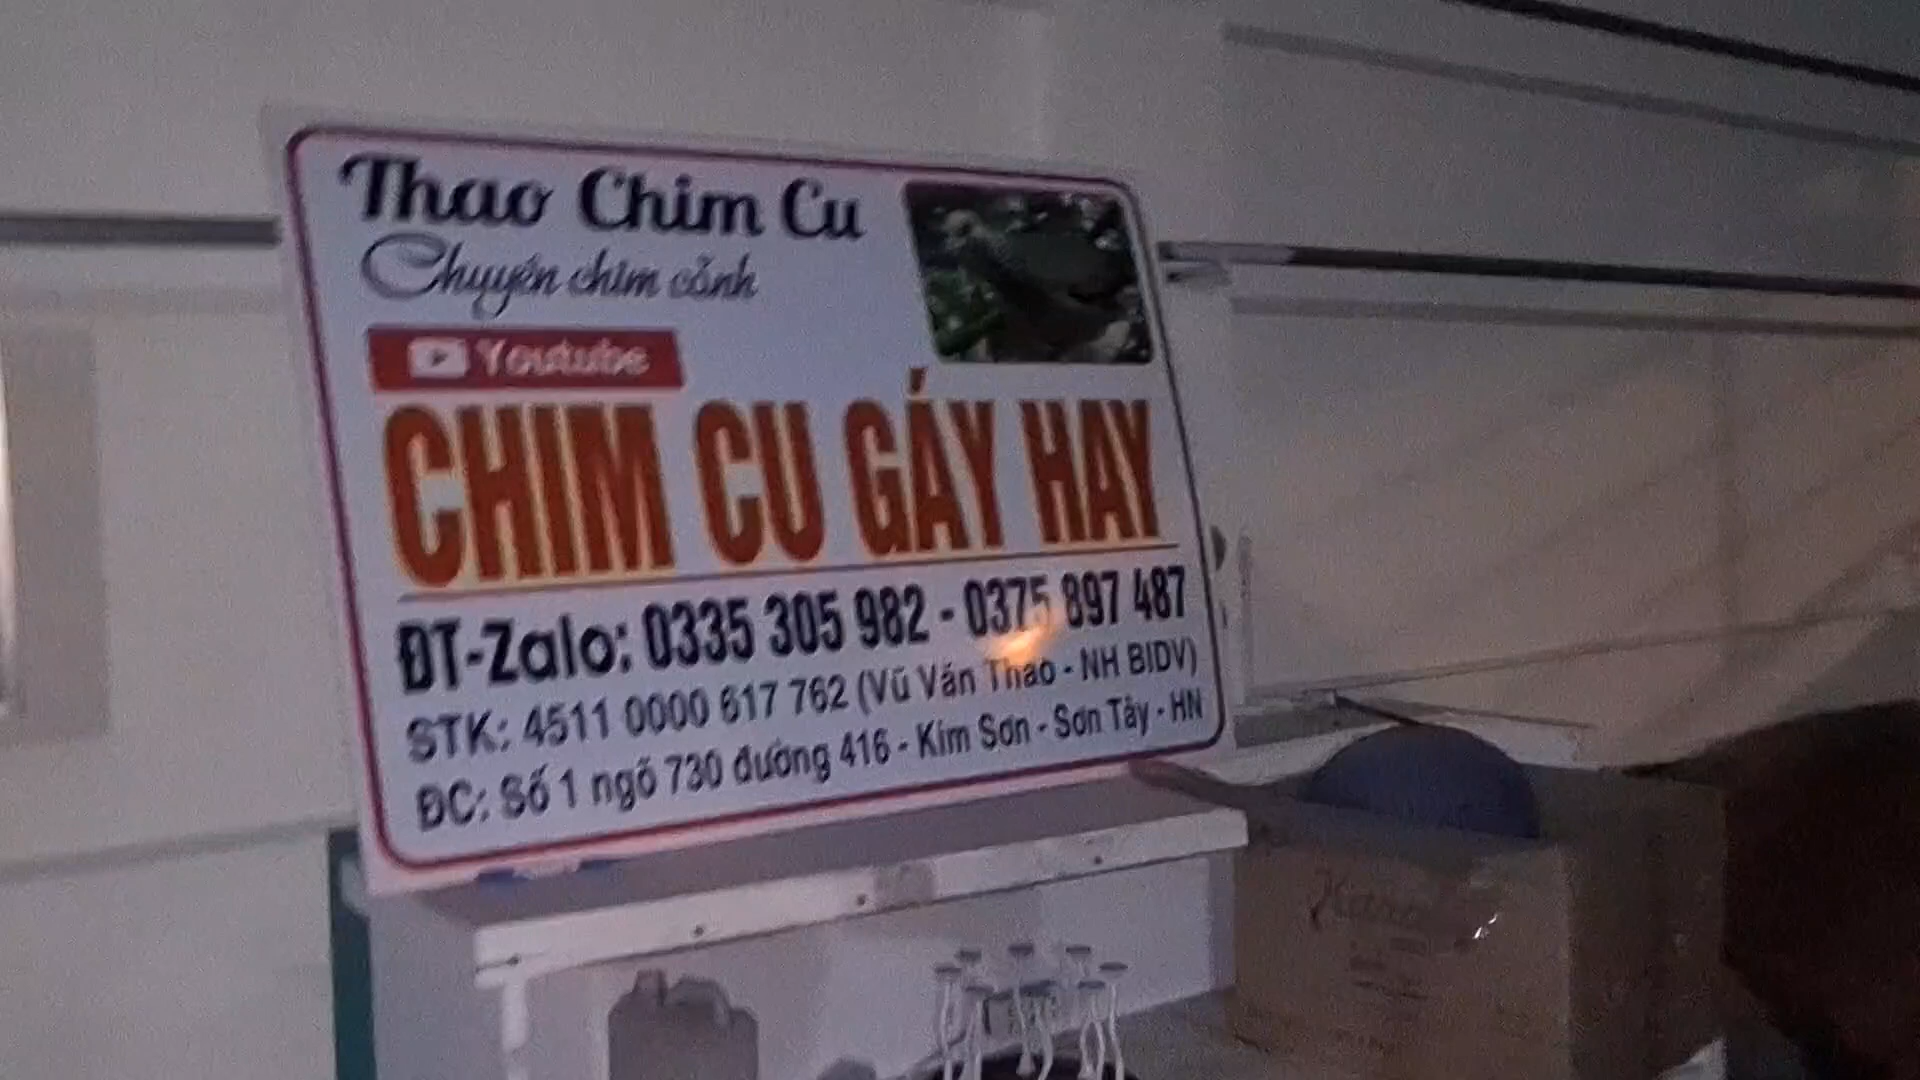 Thao Chim Cu
Chuyên chim cảnh
Youtube
CHIM CU GÁY HAY
ĐT-Zalo: 0335 305 982 - 0375 897 487
STK: 4511 0000 617 762 (Vũ Văn Thao - NH BIDV)
ĐC: Số 1 ngõ 730 đường 416 - Kim Sơn - Sơn Tây - HN